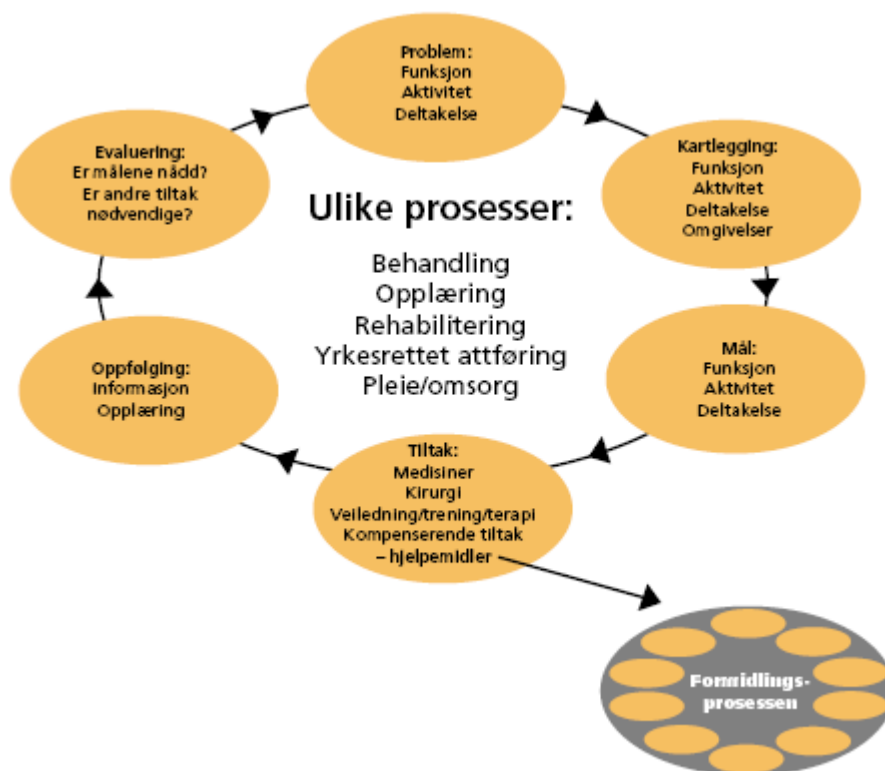 Problem:
Funksjon
Aktivitet
Deltakelse
Kartlegging:
Funksjon
Aktivitet
Deltakelse
Omgivelser
Mål:
Funksjon
Aktivitet
Deltakelse
Tiltak:
Medisiner
Kirurgi
Veiledning/trening/terapi
Kompenserende tiltak
– hjelpemidler
Oppfølging:
Informasjon
Opplæring
Evaluering:
Er målene nådd?
Er andre tiltak
nødvendige?
Ulike prosesser:
Behandling
Opplæring
Rehabilitering
Yrkesrettet attføring
Pleie/omsorg
Formidlings-
prosessen